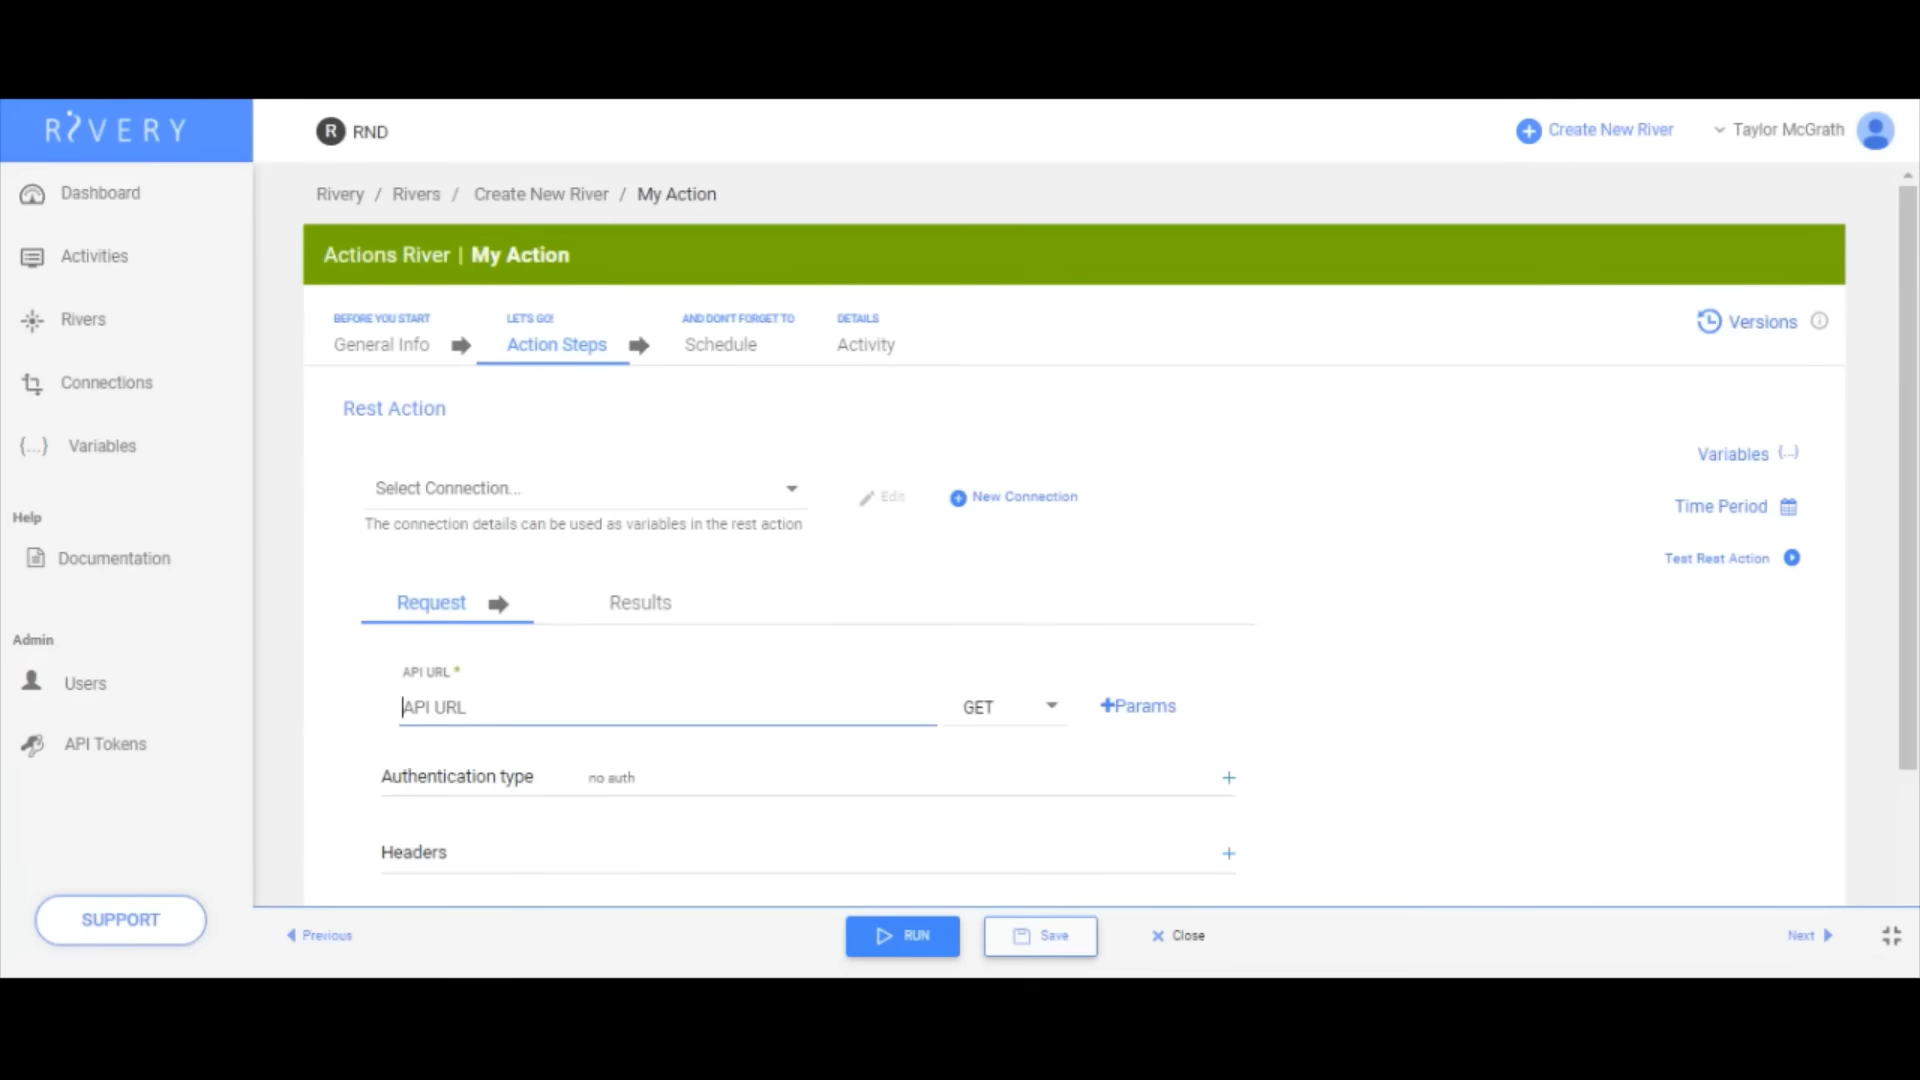 RIVERY
R RND
Create New River
Taylor McGrath
Dashboard
Activities
Rivers
Connections
{...} Variables
Help
Documentation
Admin
Users
API Tokens
SUPPORT
Rivery / Rivers / Create New River / My Action
Actions River | My Action
BEFORE YOU START
General Info
LET'S GO!
Action Steps
AND DON'T FORGET TO
Schedule
DETAILS
Activity
Versions
Rest Action
Select Connection...
Edit
New Connection
The connection details can be used as variables in the rest action
Variables {...}
Time Period
Test Rest Action
Request
Results
API URL *
API URL
GET
+Params
Authentication type no auth +
Headers +
Previous
RUN
Save
Close
Next